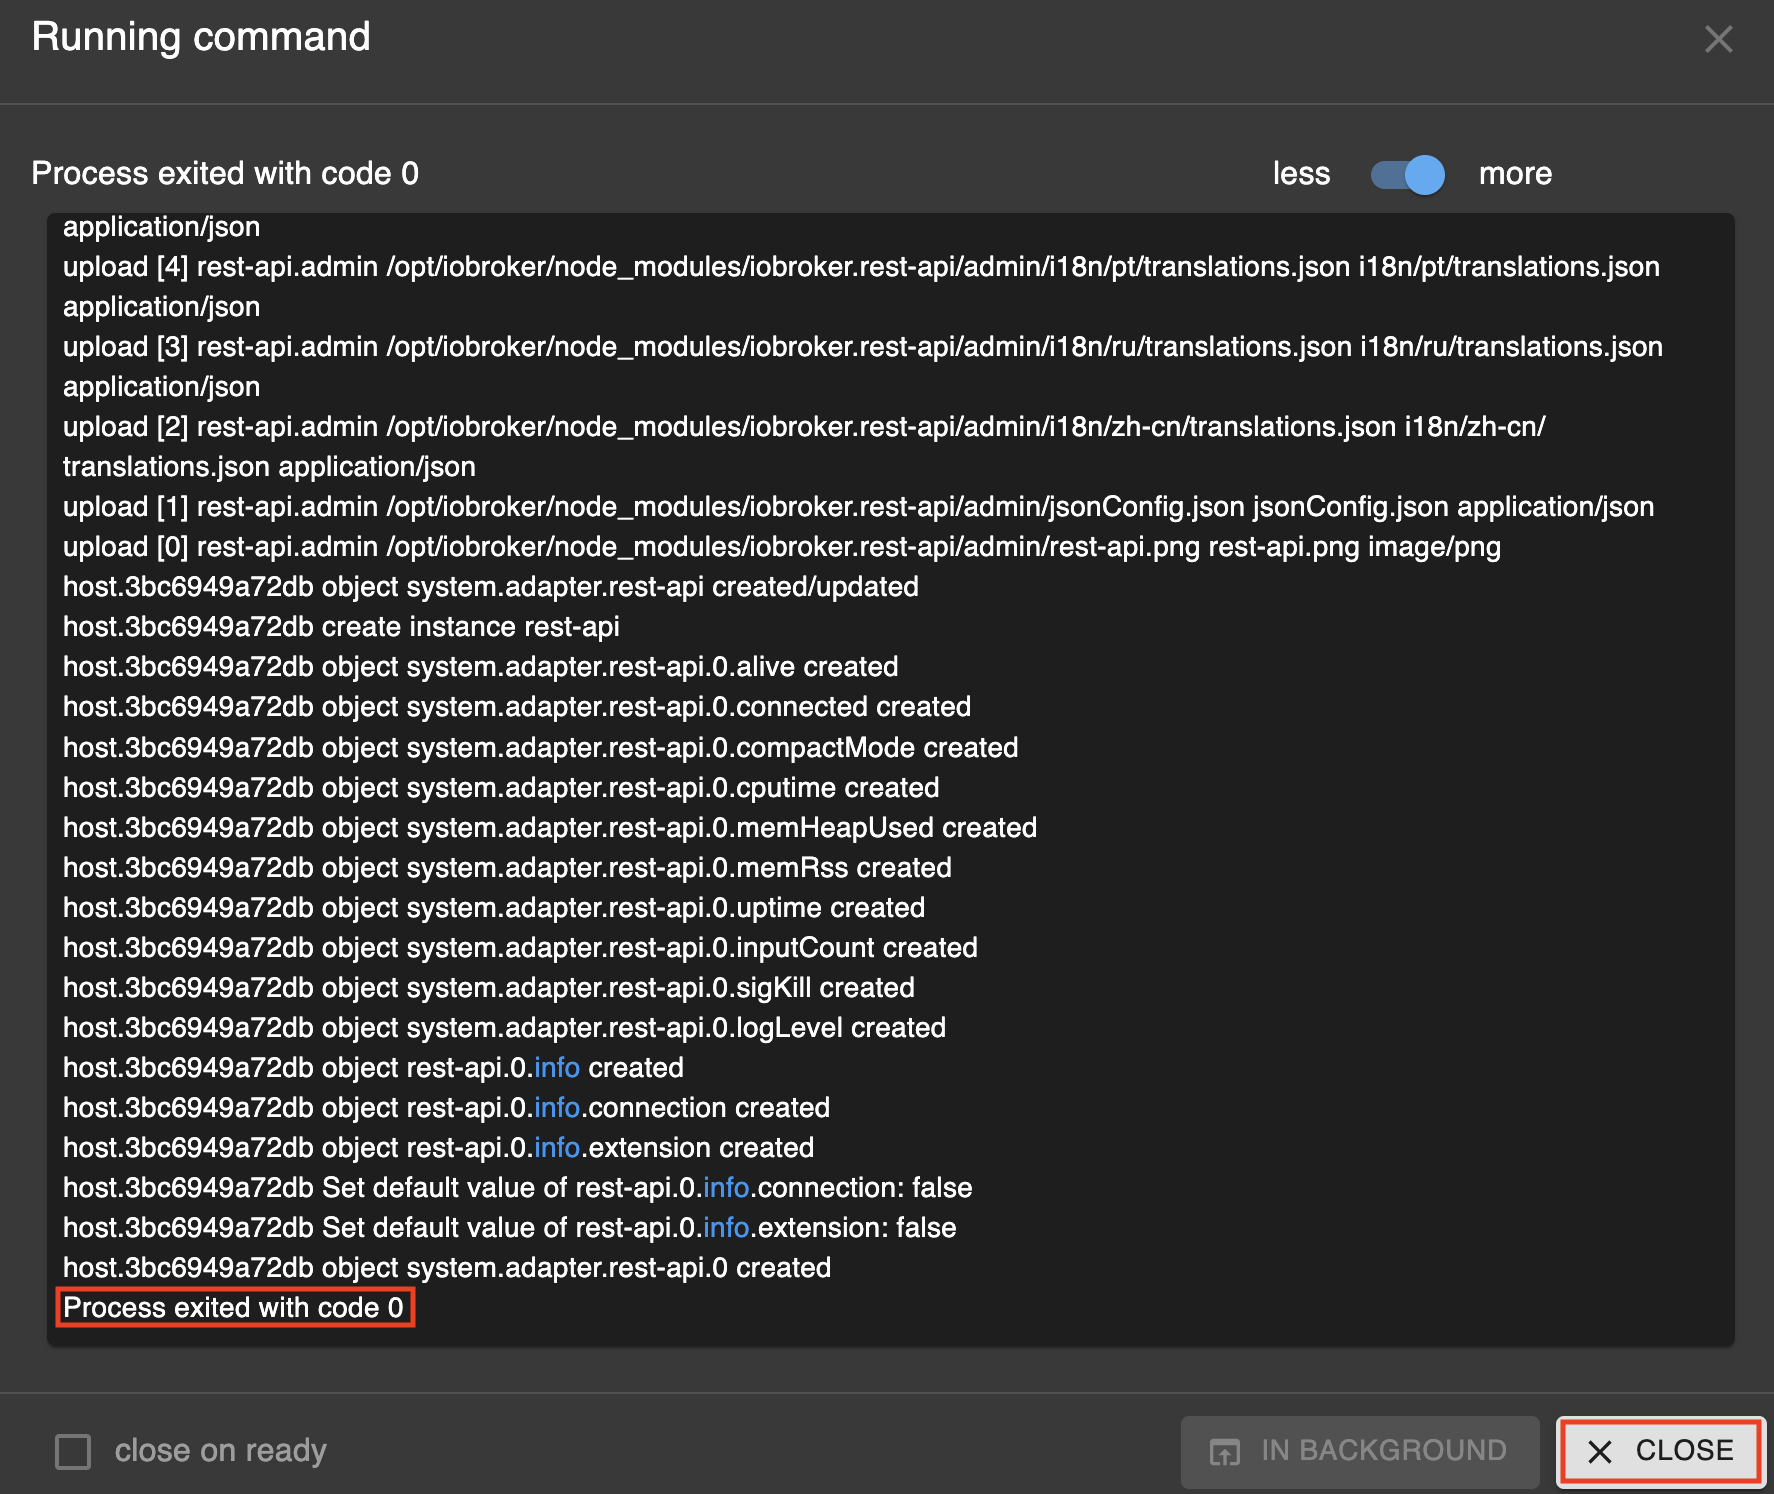 Running command
Process exited with code 0
less more
application/json
upload [4] rest-api.admin /opt/iobroker/node_modules/iobroker.rest-api/admin/i18n/pt/translations.json i18n/pt/translations.json
application/json
upload [3] rest-api.admin /opt/iobroker/node_modules/iobroker.rest-api/admin/i18n/ru/translations.json i18n/ru/translations.json
application/json
upload [2] rest-api.admin /opt/iobroker/node_modules/iobroker.rest-api/admin/i18n/zh-cn/translations.json i18n/zh-cn/
translations.json application/json
upload [1] rest-api.admin /opt/iobroker/node_modules/iobroker.rest-api/admin/jsonConfig.json jsonConfig.json application/json
upload [0] rest-api.admin /opt/iobroker/node_modules/iobroker.rest-api/admin/rest-api.png rest-api.png image/png
host.3bc6949a72db object system.adapter.rest-api created/updated
host.3bc6949a72db create instance rest-api
host.3bc6949a72db object system.adapter.rest-api.0.alive created
host.3bc6949a72db object system.adapter.rest-api.0.connected created
host.3bc6949a72db object system.adapter.rest-api.0.compactMode created
host.3bc6949a72db object system.adapter.rest-api.0.cputime created
host.3bc6949a72db object system.adapter.rest-api.0.memHeapUsed created
host.3bc6949a72db object system.adapter.rest-api.0.memRss created
host.3bc6949a72db object system.adapter.rest-api.0.uptime created
host.3bc6949a72db object system.adapter.rest-api.0.inputCount created
host.3bc6949a72db object system.adapter.rest-api.0.sigKill created
host.3bc6949a72db object system.adapter.rest-api.0.logLevel created
host.3bc6949a72db object rest-api.0.info created
host.3bc6949a72db object rest-api.0.info.connection created
host.3bc6949a72db object rest-api.0.info.extension created
host.3bc6949a72db Set default value of rest-api.0.info.connection: false
host.3bc6949a72db Set default value of rest-api.0.info.extension: false
host.3bc6949a72db object system.adapter.rest-api.0 created
Process exited with code 0
close on ready
IN BACKGROUND
CLOSE